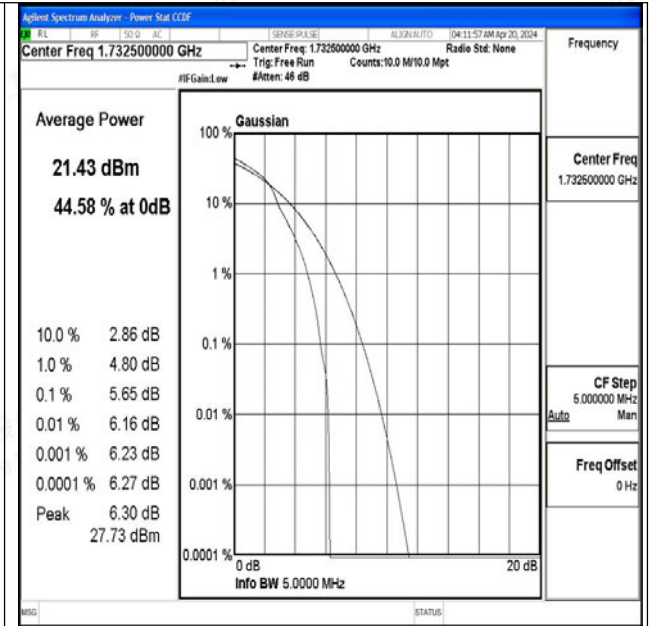 Agilent Spectrum Analyzer - Power Stat CCDF
RL RF 50 Ω AC SENSE:PULSE ALIGN AUTO 04:11:57 AM Apr 20, 2024
Center Freq 1.732500000 GHz
Center Freq: 1.732500000 GHz Radio Std: None
Trig: Free Run Counts:10.0 M/10.0 Mpt
#IFGain:Low #Atten: 46 dB
Frequency
Average Power
21.43 dBm
44.58 % at 0dB
10.0 % 2.86 dB
1.0 % 4.80 dB
0.1 % 5.65 dB
0.01 % 6.16 dB
0.001 % 6.23 dB
0.0001 % 6.27 dB
Peak 6.30 dB
27.73 dBm
Gaussian
100 %
10 %
1 %
0.1 %
0.01 %
0.001 %
0.0001 %
0 dB 20 dB
Info BW 5.0000 MHz
Center Freq
1.732500000 GHz
CF Step
5.000000 MHz
Auto Man
Freq Offset
0 Hz
MSG STATUS